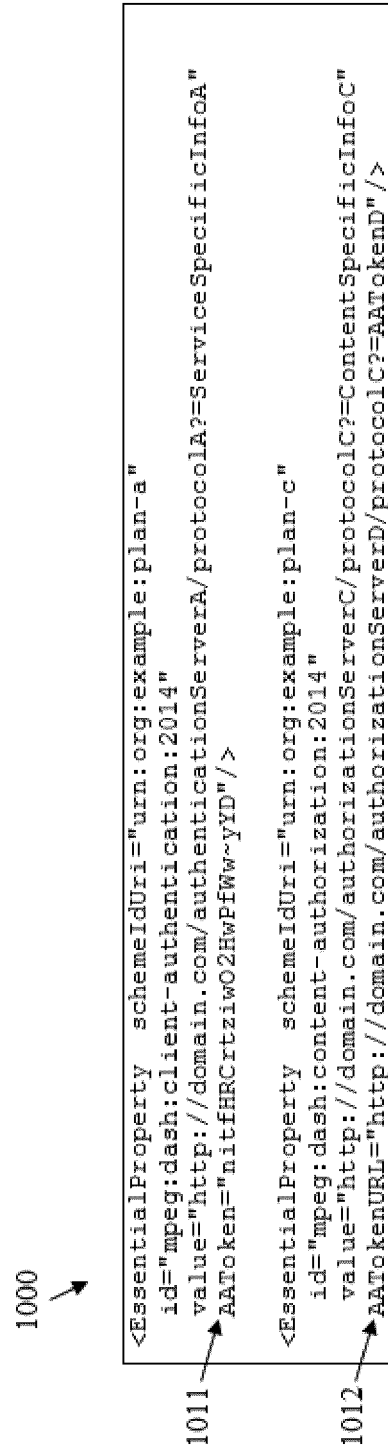 1000
<EssentialProperty schemeIdUri="urn:org:example:plan-a"
id="mpeg:dash:client-authentication:2014"
value="http://domain.com/authenticationServerA/protocolA?=ServiceSpecificInfoA"
1011 AAToken="nitfHRCrtziwO2HwPfWw~yYD"/>
<EssentialProperty schemeIdUri="urn:org:example:plan-c"
id="mpeg:dash:content-authorization:2014"
value="http://domain.com/authorizationServerC/protocolC?=ContentSpecificInfoC"
1012 AATokenURL="http://domain.com/authorizationServerD/protocolC?=AATokenD"/>